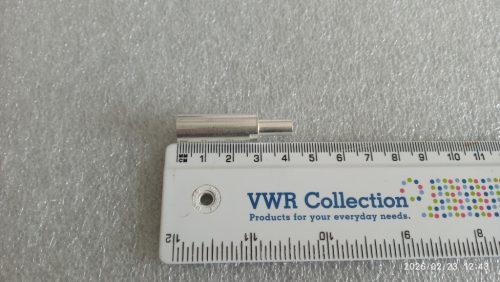 CM 1 2 3 4 5 6 7 8 9 10 11
VWR Collection
Products for your everyday needs.
12 11 10 9 8
2026/02/23 12:43